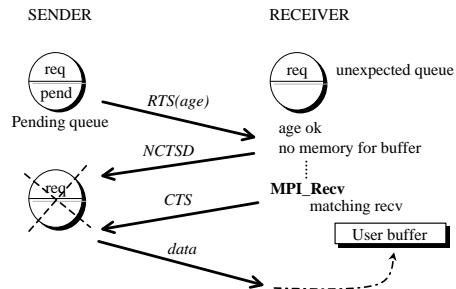 SENDER
RECEIVER
req
pend
Pending queue
req
unexpected queue
RTS(age)
age ok
no memory for buffer
NCTSD
req
CTS
MPI_Recv
matching recv
User buffer
data